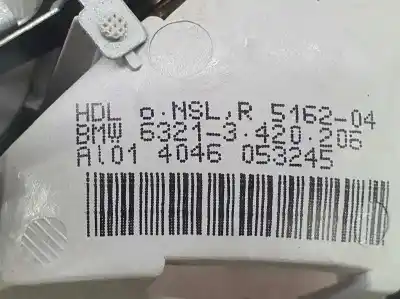 HDL o.NSL,R 5162-04
BMW 6321-3.420.206
Al01 4046 053245